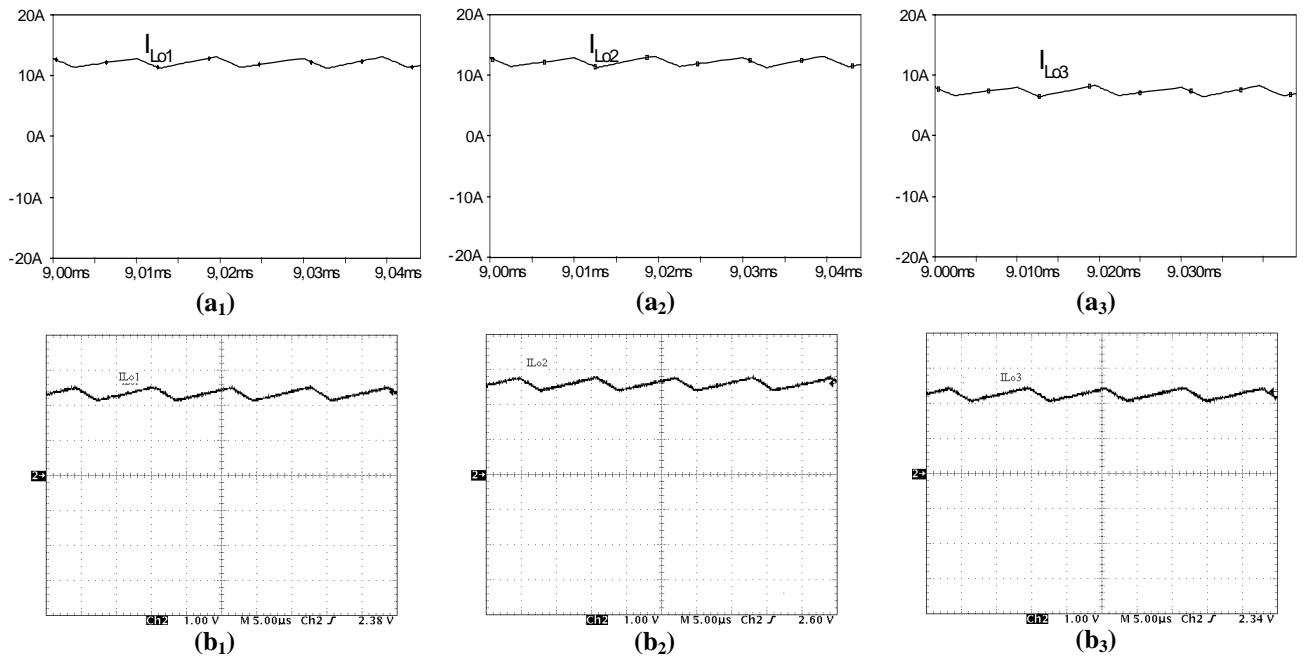 20A
10A
0A
-10A
-20A
I_Lo1
9,00ms 9,01ms 9,02ms 9,03ms 9,04ms
(a1)
20A
10A
0A
-10A
-20A
I_Lo2
9,00ms 9,01ms 9,02ms 9,03ms 9,04ms
(a2)
20A
10A
0A
-10A
-20A
I_Lo3
9.000ms 9.010ms 9.020ms 9.030ms
(a3)
ILo1
2→
Ch2 1.00 V M 5.00µs Ch2 ∫ 2.38 V
(b1)
ILo2
2→
Ch2 1.00 V M 5.00µs Ch2 ∫ 2.60 V
(b2)
ILo3
2→
Ch2 1.00 V M 5.00µs Ch2 ∫ 2.34 V
(b3)